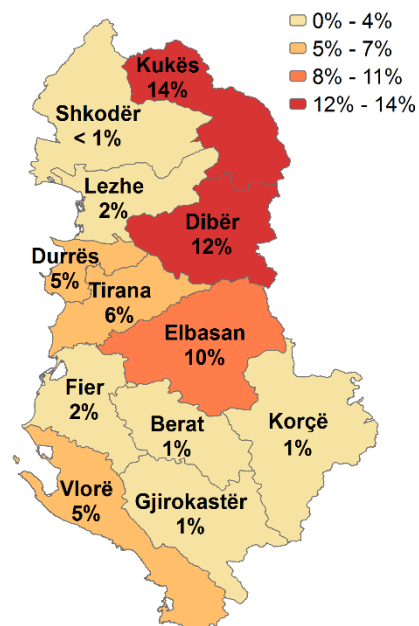 0% - 4%
5% - 7%
8% - 11%
12% - 14%
Kukës
14%
Shkodër
< 1%
Lezhe
2%
Dibër
12%
Durrës
5%
Tirana
6%
Elbasan
10%
Fier
2%
Berat
1%
Korçë
1%
Vlorë
5%
Gjirokastër
1%